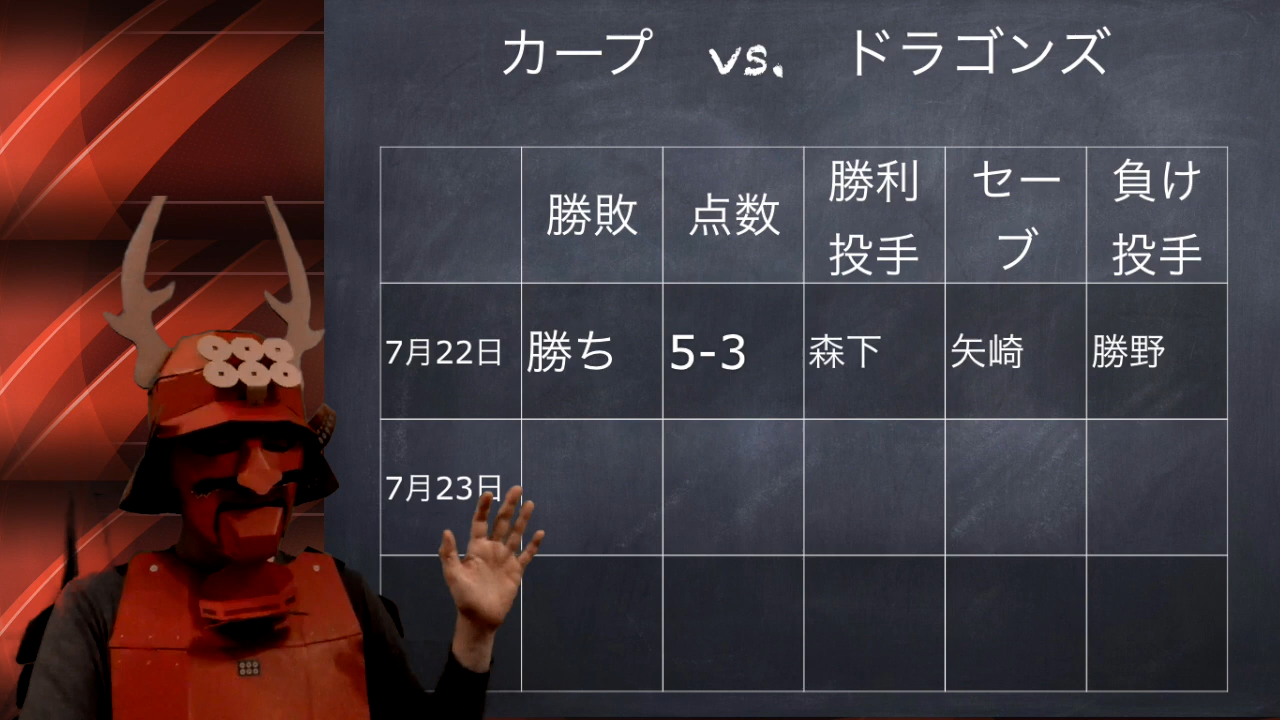 カープ vs. ドラゴンズ
勝敗 点数 勝利投手 セーブ 負け投手
7月22日 勝ち 5-3 森下 矢崎 勝野
7月23日